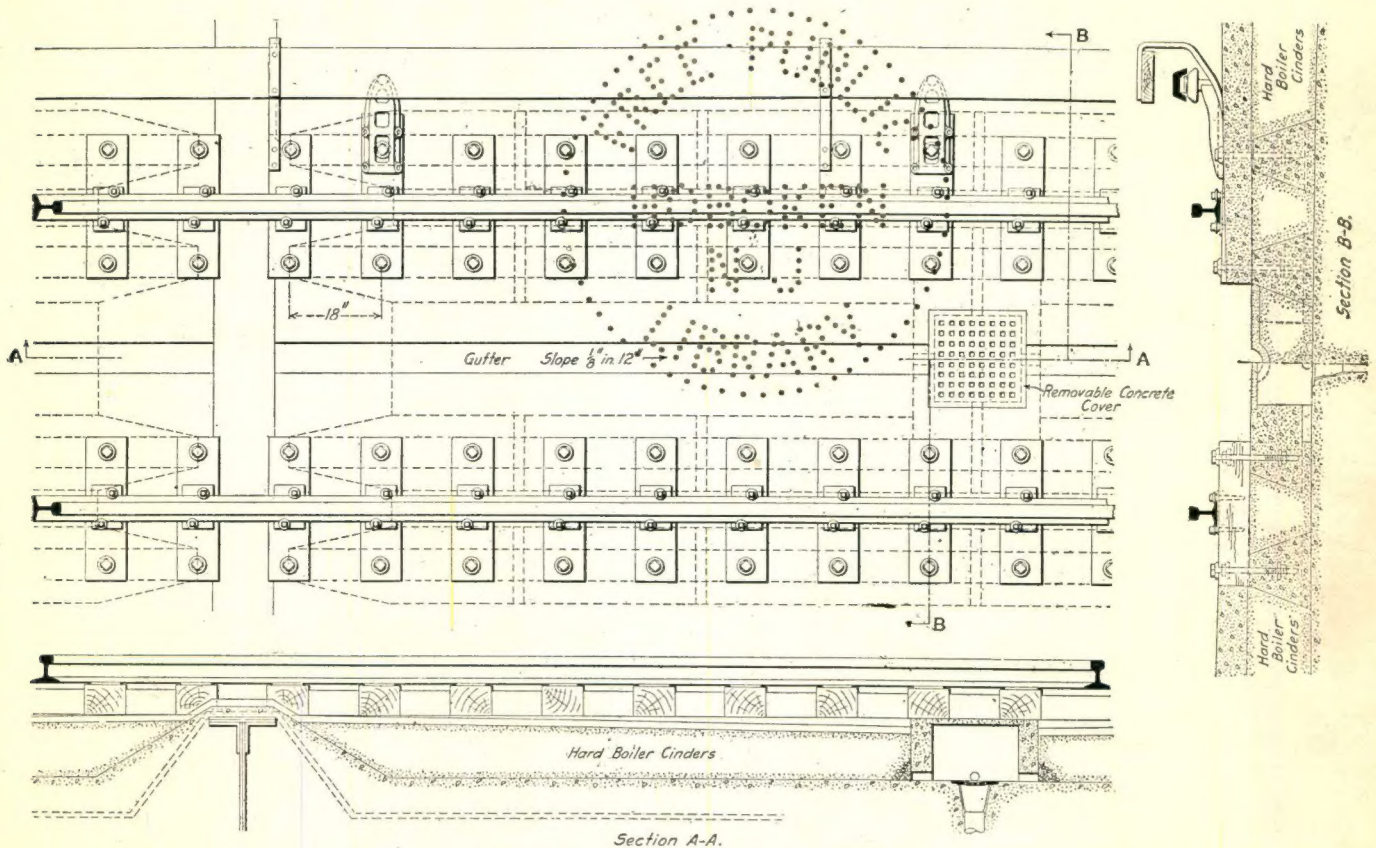 B
Hard
Boiler
Cinders
18"
A
Gutter Slope 1/8" in 12"
A
Removable Concrete
Cover
B
Section B-B.
Hard
Boiler
Cinders
Hard Boiler Cinders
Section A-A.